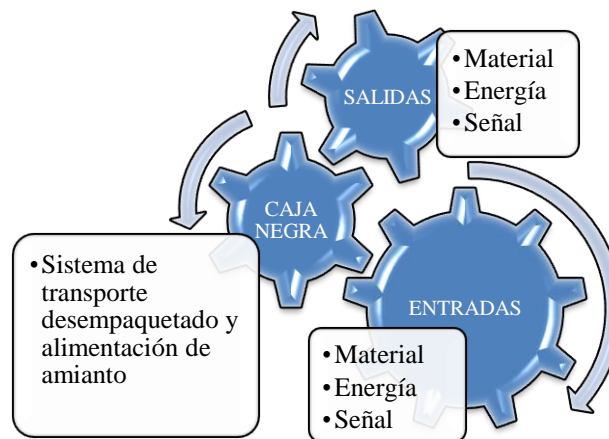 SALIDAS
•Material
•Energía
•Señal
CAJA
NEGRA
•Sistema de
transporte
desempaquetado y
alimentación de
amianto
ENTRADAS
•Material
•Energía
•Señal